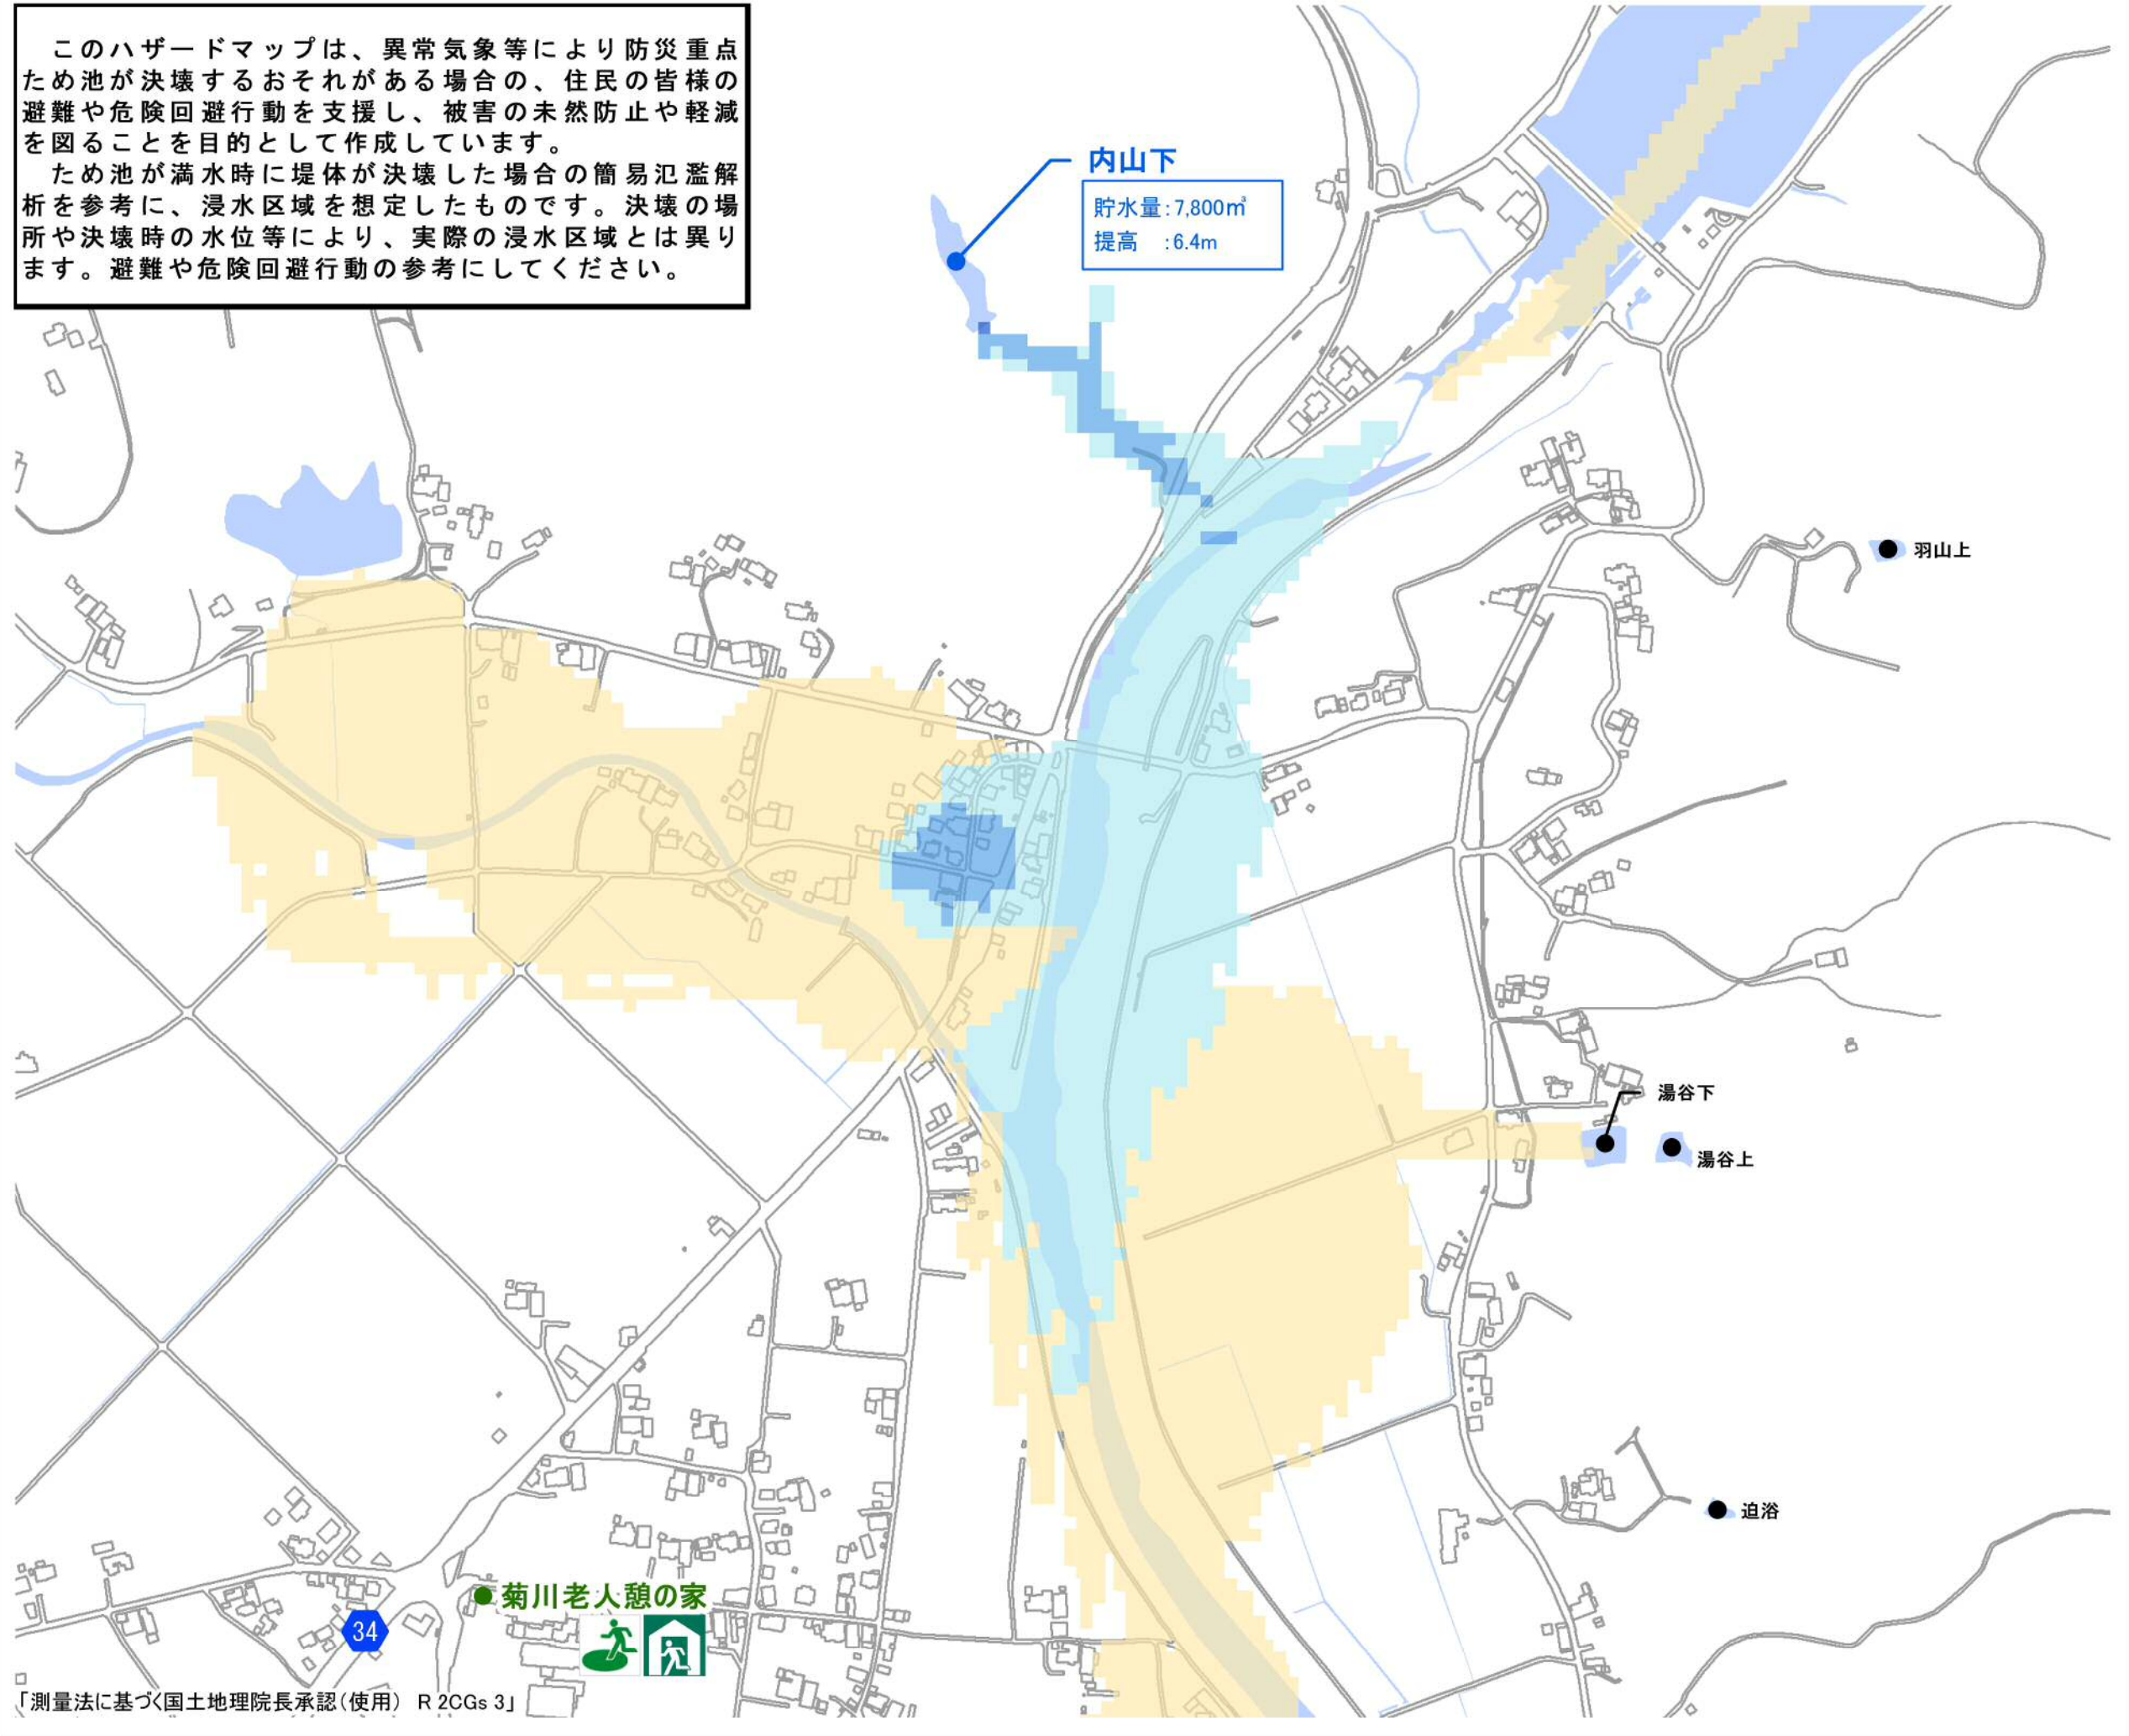 このハザードマップは、異常気象等により防災重点
ため池が決壊するおそれがある場合の、住民の皆様の
避難や危険回避行動を支援し、被害の未然防止や軽減
を図ることを目的として作成しています。
ため池が満水時に堤体が決壊した場合の簡易氾濫解
析を参考に、浸水区域を想定したものです。決壊の場
所や決壊時の水位等により、実際の浸水区域とは異り
ます。避難や危険回避行動の参考にしてください。
内山下
貯水量:7,800㎥
提高 :6.4m
羽山上
湯谷下
湯谷上
迫浴
菊川老人憩の家
34
「測量法に基づく国土地理院長承認(使用) R 2CGs 3」